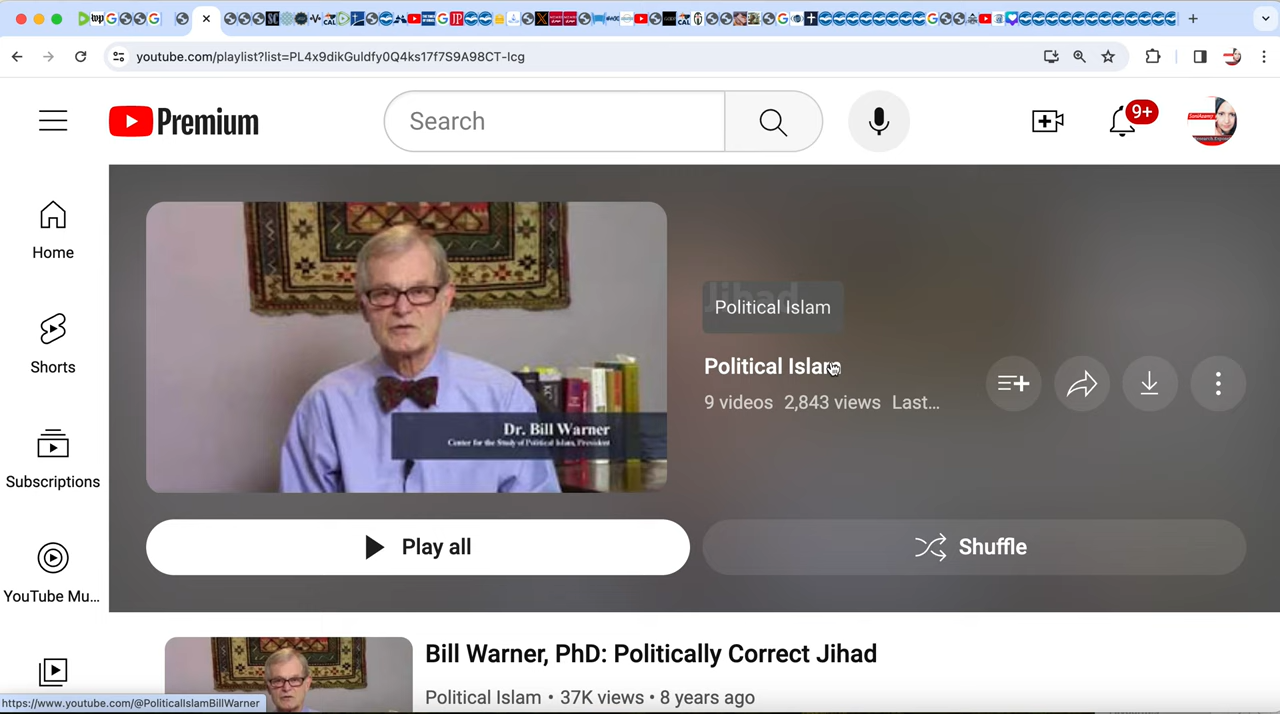 youtube.com/playlist?list=PL4x9dikGuldfy0Q4ks17f7S9A98CT-Icg
Premium
Search
9+
Home
Shorts
Subscriptions
YouTube Mu...
Jihad
Political Islam
Political Islam
9 videos 2,843 views Last...
Dr. Bill Warner
Center for the Study of Political Islam, President
Play all
Shuffle
Bill Warner, PhD: Politically Correct Jihad
Political Islam • 37K views • 8 years ago
https://www.youtube.com/@PoliticalIslamBillWarner